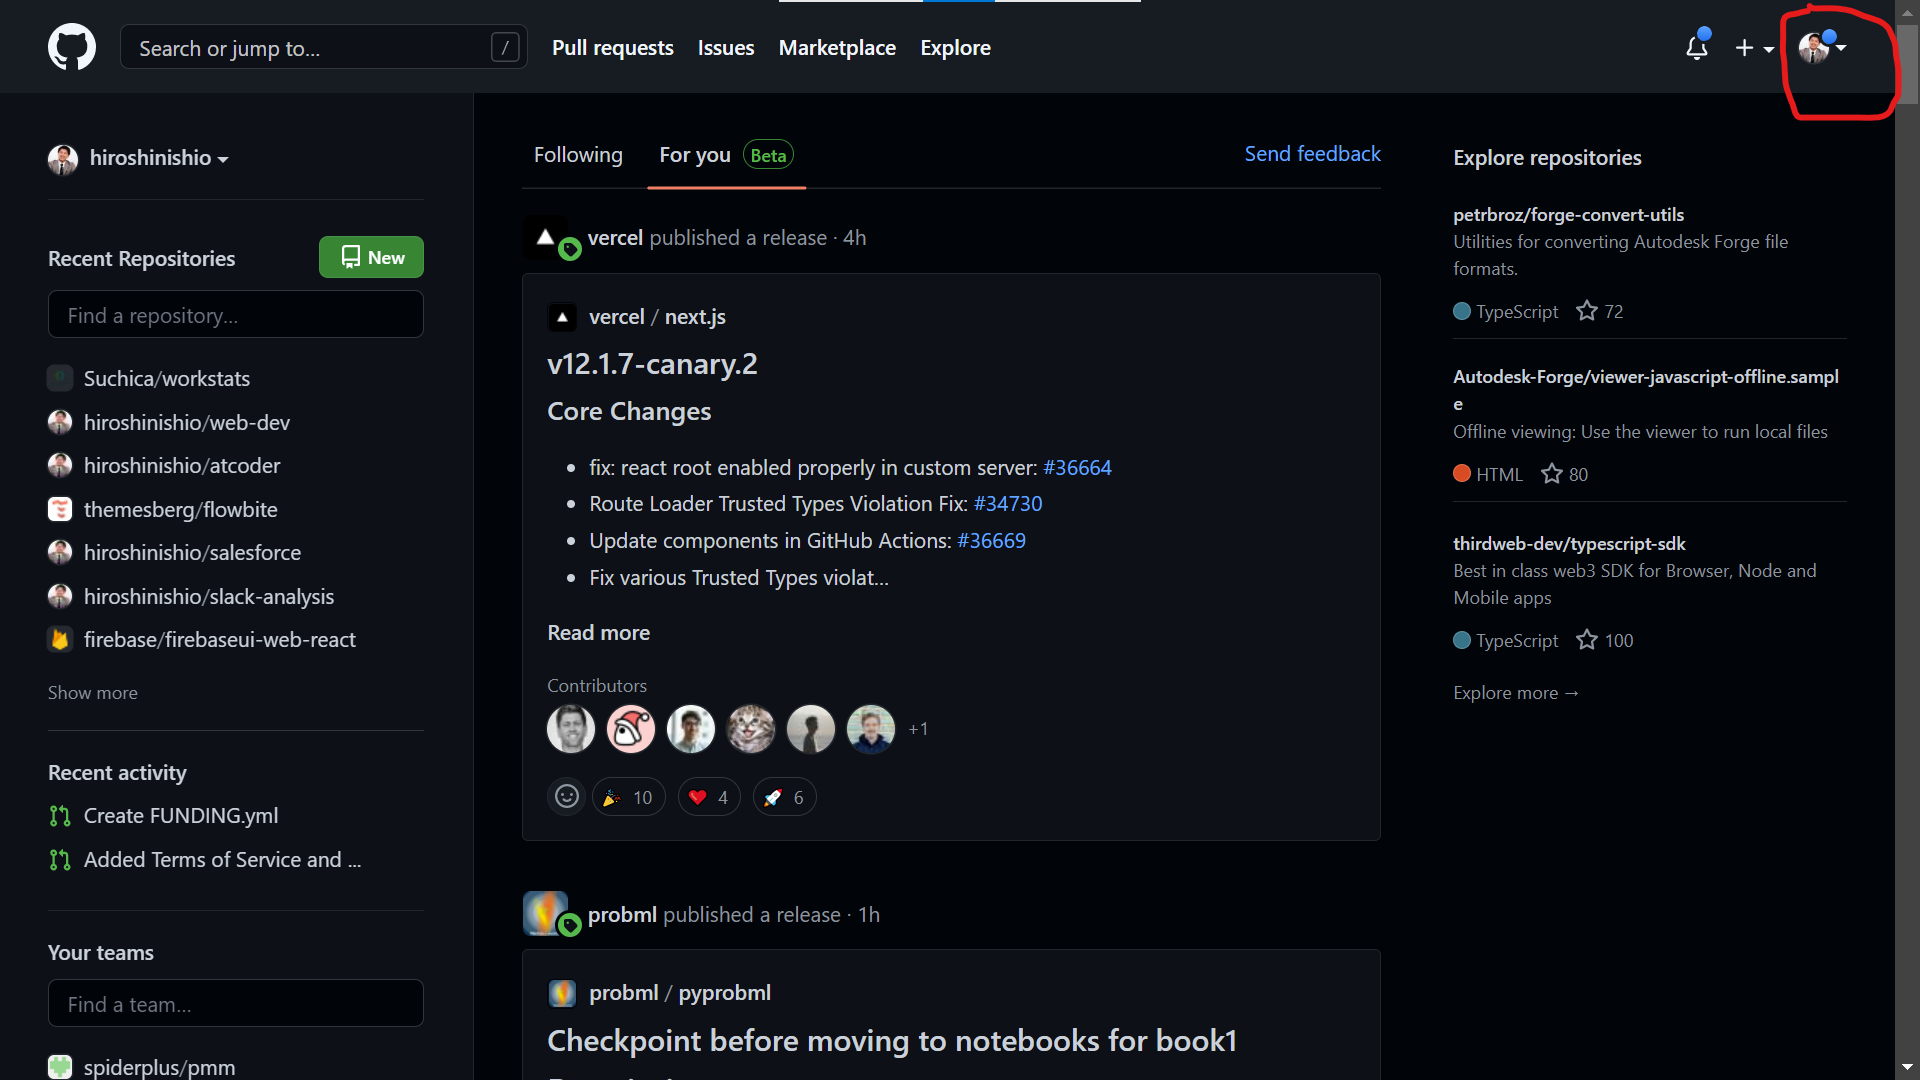 Search or jump to... /
Pull requests
Issues
Marketplace
Explore
hiroshinishio
Recent Repositories
New
Find a repository...
Suchica/workstats
hiroshinishio/web-dev
hiroshinishio/atcoder
themesberg/flowbite
hiroshinishio/salesforce
hiroshinishio/slack-analysis
firebase/firebaseui-web-react
Show more
Recent activity
Create FUNDING.yml
Added Terms of Service and ...
Your teams
Find a team...
spiderplus/pmm
Following
For you Beta
Send feedback
vercel published a release · 4h
vercel / next.js
v12.1.7-canary.2
Core Changes
• fix: react root enabled properly in custom server: #36664
• Route Loader Trusted Types Violation Fix: #34730
• Update components in GitHub Actions: #36669
• Fix various Trusted Types violat...
Read more
Contributors
+1
10
4
6
probml published a release · 1h
probml / pyprobml
Checkpoint before moving to notebooks for book1
Explore repositories
petrbroz/forge-convert-utils
Utilities for converting Autodesk Forge file
formats.
TypeScript 72
Autodesk-Forge/viewer-javascript-offline.sampl
e
Offline viewing: Use the viewer to run local files
HTML 80
thirdweb-dev/typescript-sdk
Best in class web3 SDK for Browser, Node and
Mobile apps
TypeScript 100
Explore more →